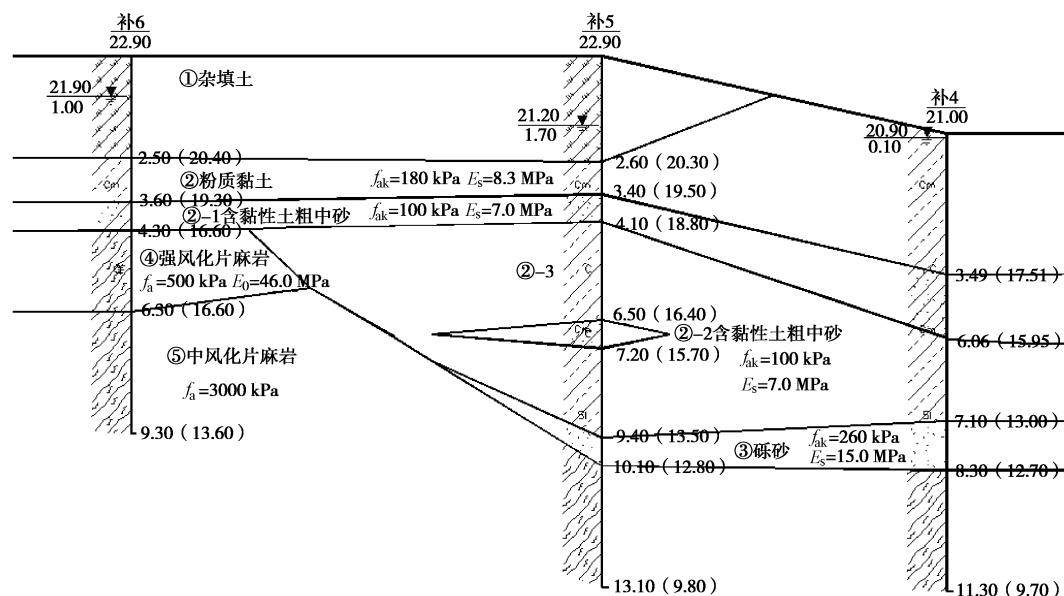 补6
22.90
补5
22.90
补4
21.00
①杂填土
21.90
1.00
21.20
1.70
20.90
0.10
2.50（20.40）
2.60（20.30）
②粉质黏土
fak=180 kPa Es=8.3 MPa
3.60（19.30）
3.40（19.50）
②-1含黏性土粗中砂
fak=100 kPa Es=7.0 MPa
4.30（16.60）
4.10（18.80）
④强风化片麻岩
fa=500 kPa E0=46.0 MPa
②-3
3.49（17.51）
6.30（16.60）
6.50（16.40）
②-2含黏性土粗中砂
fak=100 kPa
Es=7.0 MPa
6.06（15.95）
7.20（15.70）
⑤中风化片麻岩
fa=3000 kPa
9.30（13.60）
9.40（13.50）
7.10（13.00）
③砾砂
fak=260 kPa
Es=15.0 MPa
10.10（12.80）
8.30（12.70）
13.10（9.80）
11.30（9.70）